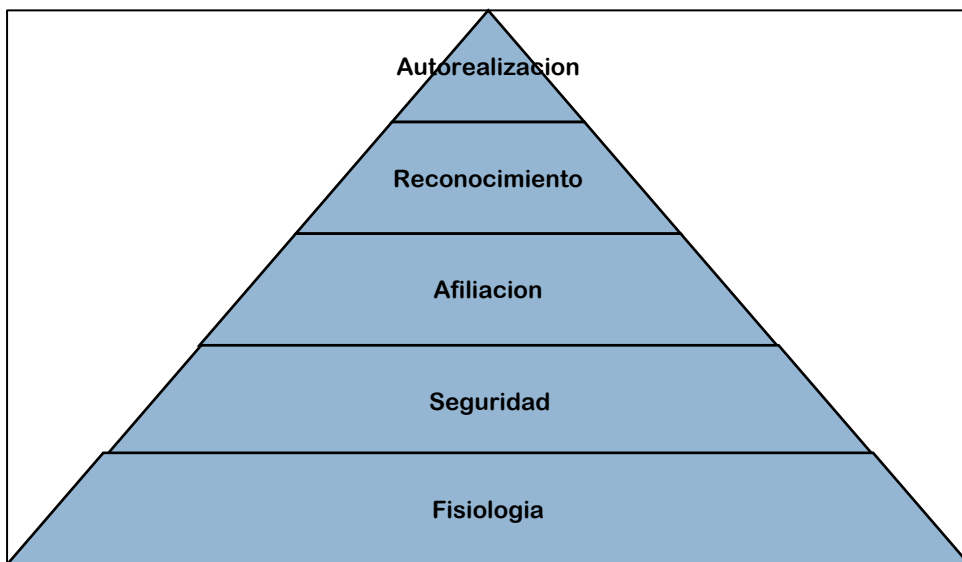 Autorealizacion
Reconocimiento
Afiliacion
Seguridad
Fisiologia